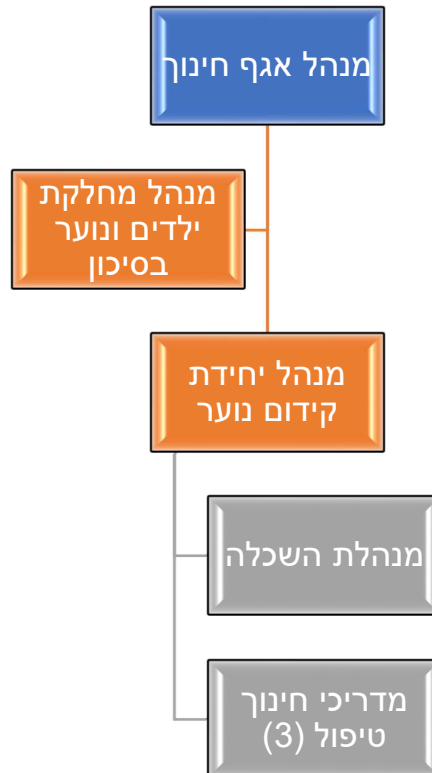 מנהל אגף חינוך
מנהל מחלקת
ילדים ונוער
בסיכון
מנהל יחידת
קידום נוער
מנהלת השכלה
מדריכי חינוך
טיפול (3)